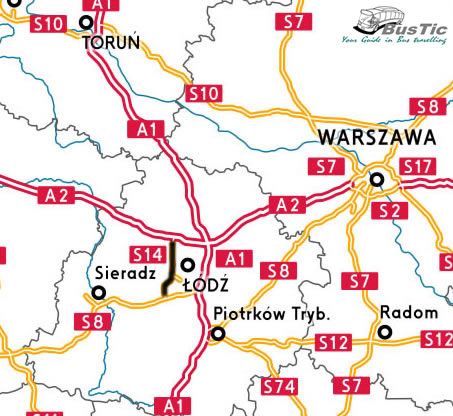 S10
TORUŃ
S7
BusTic
Your Guide in Bus travelling
S10
S8
A1
WARSZAWA
S7
S17
A2
A2
S2
S14
A1
S8
S17
Sieradz
ŁÓDŹ
S7
S8
Piotrków Tryb.
Radom
S12
S12
A1
S74
S7